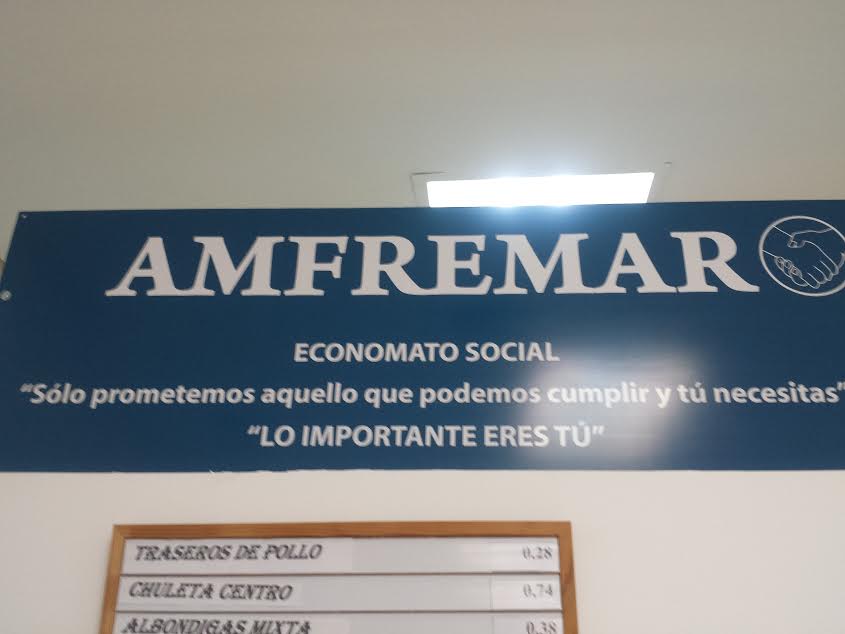 AMFREMAR
ECONOMATO SOCIAL
“Sólo prometemos aquello que podemos cumplir y tú necesitas”
“LO IMPORTANTE ERES TÚ”
TRASEROS DE POLLO 0,28
CHULETA CENTRO 0,74
ALBONDIGAS MIXTA 0,38